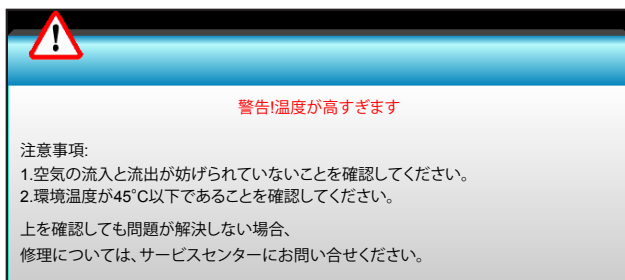 警告!温度が高すぎます
注意事項:
1.空気の流入と流出が妨げられていないことを確認してください。
2.環境温度が45°C以下であることを確認してください。
上を確認しても問題が解決しない場合、
修理については、サービスセンターにお問い合せください。